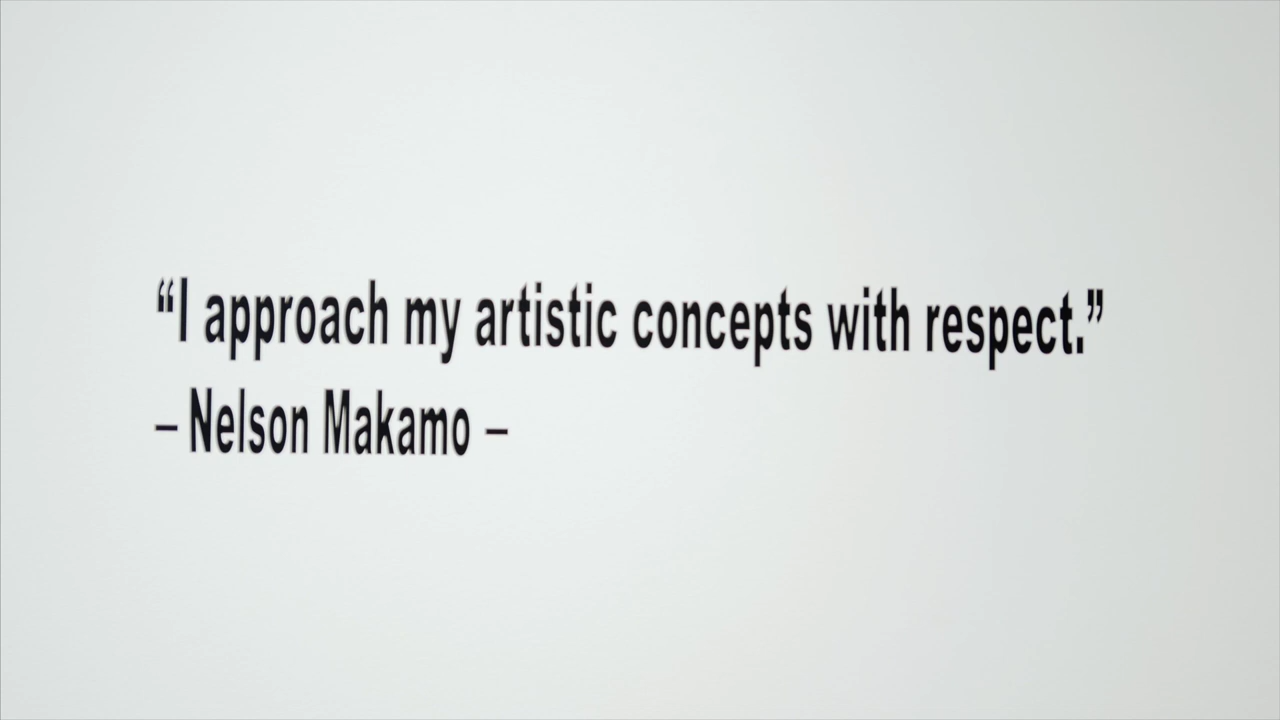 “I approach my artistic concepts with respect.”
– Nelson Makamo –